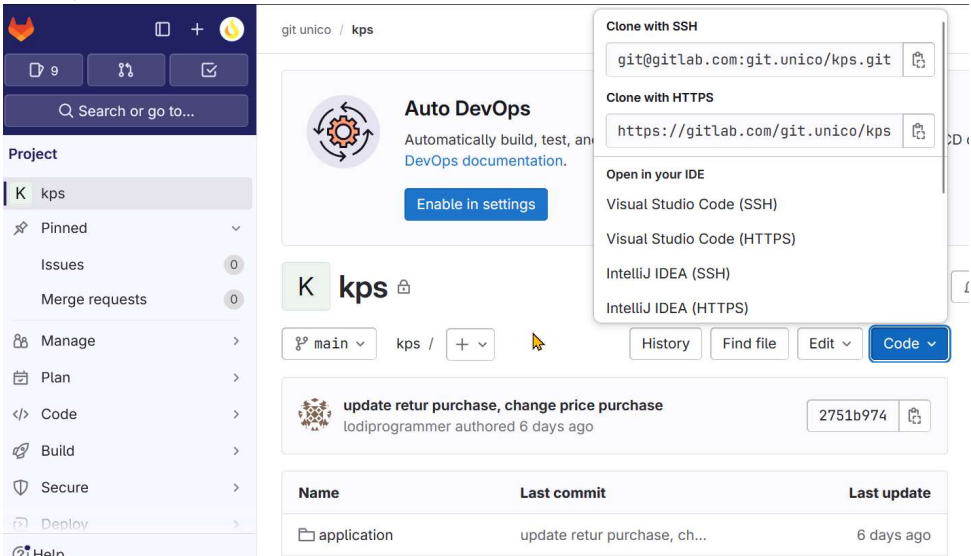 git unico / kps
9
Search or go to...
Project
K kps
Pinned
Issues 0
Merge requests 0
Manage
Plan
Code
Build
Secure
Deploy
Help
Auto DevOps
Automatically build, test, an
CD
DevOps documentation.
Enable in settings
Clone with SSH
git@gitlab.com:git.unico/kps.git
Clone with HTTPS
https://gitlab.com/git.unico/kps
Open in your IDE
Visual Studio Code (SSH)
Visual Studio Code (HTTPS)
IntelliJ IDEA (SSH)
IntelliJ IDEA (HTTPS)
K kps
main kps / +
History Find file Edit Code
update retur purchase, change price purchase
lodiprogrammer authored 6 days ago
2751b974
Name Last commit Last update
application update retur purchase, ch... 6 days ago